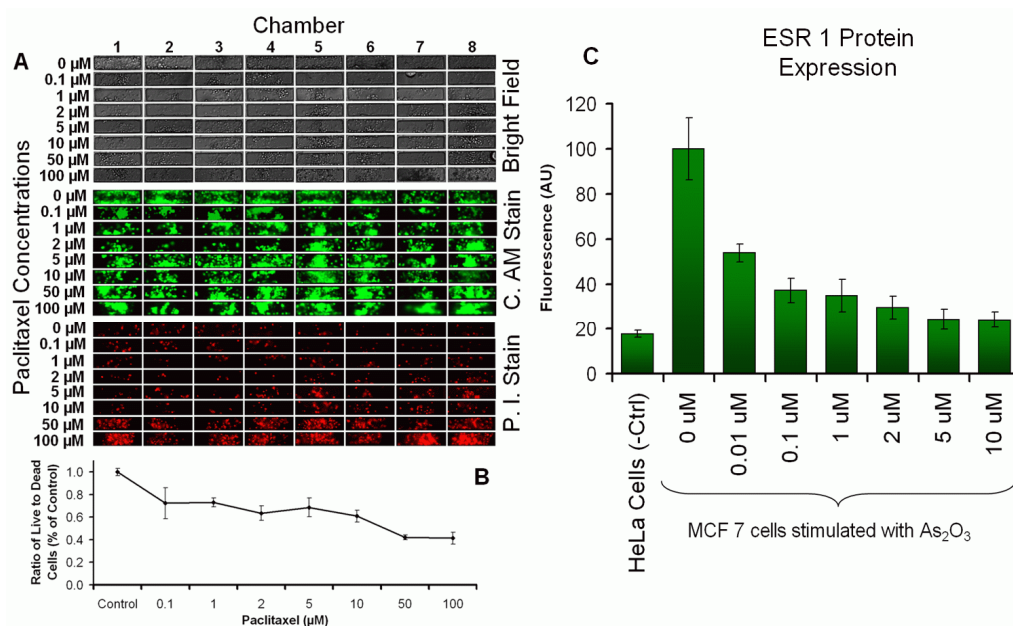 Chamber
A
1 2 3 4 5 6 7 8
Paclitaxel Concentrations
0 µM
0.1 µM
1 µM
2 µM
5 µM
10 µM
50 µM
100 µM
Bright Field
0 µM
0.1 µM
1 µM
2 µM
5 µM
10 µM
50 µM
100 µM
C. AM Stain
0 µM
0.1 µM
1 µM
2 µM
5 µM
10 µM
50 µM
100 µM
P. I. Stain
B
Ratio of Live to Dead
Cells (% of Control)
1.0
0.8
0.6
0.4
0.2
0.0
Control 0.1 1 2 5 10 50 100
Paclitaxel (µM)
C
ESR 1 Protein
Expression
Fluorescence (AU)
120
100
80
60
40
20
0
HeLa Cells (-Ctrl)
0 uM
0.01 uM
0.1 uM
1 uM
2 uM
5 uM
10 uM
MCF 7 cells stimulated with As₂O₃